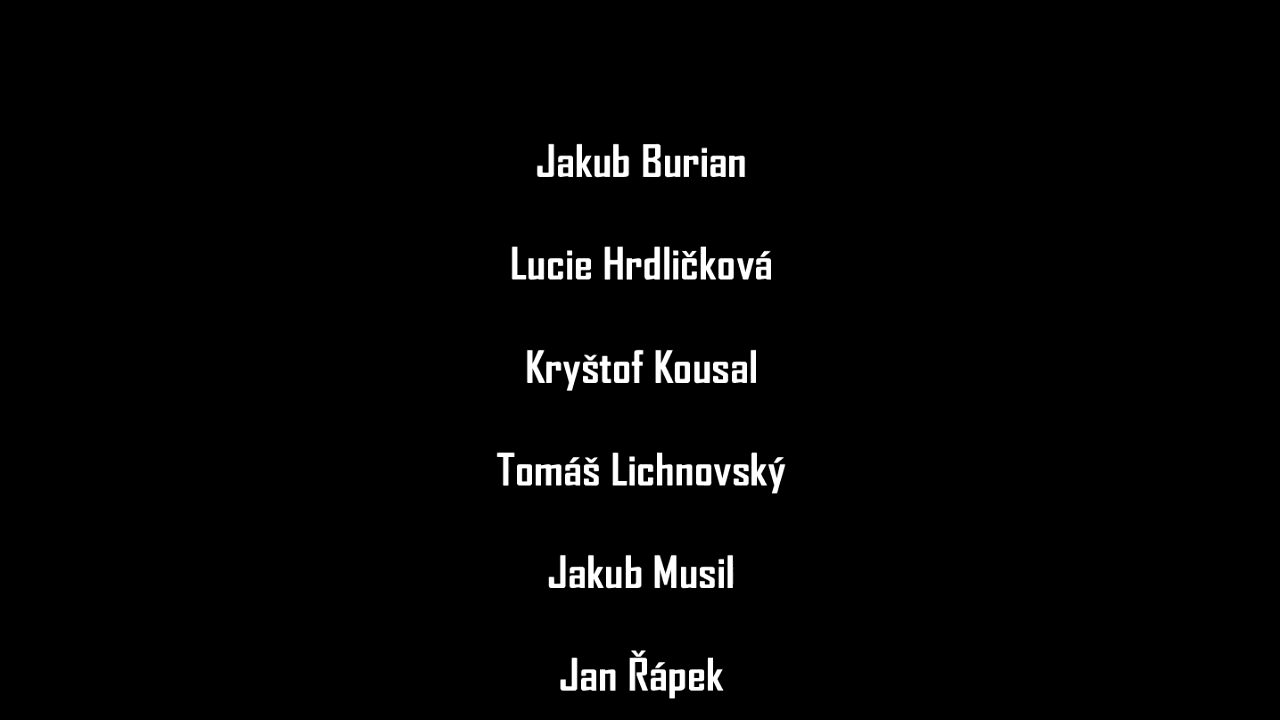 Jakub Burian
Lucie Hrdličková
Kryštof Kousal
Tomáš Lichnovský
Jakub Musil
Jan Řápek